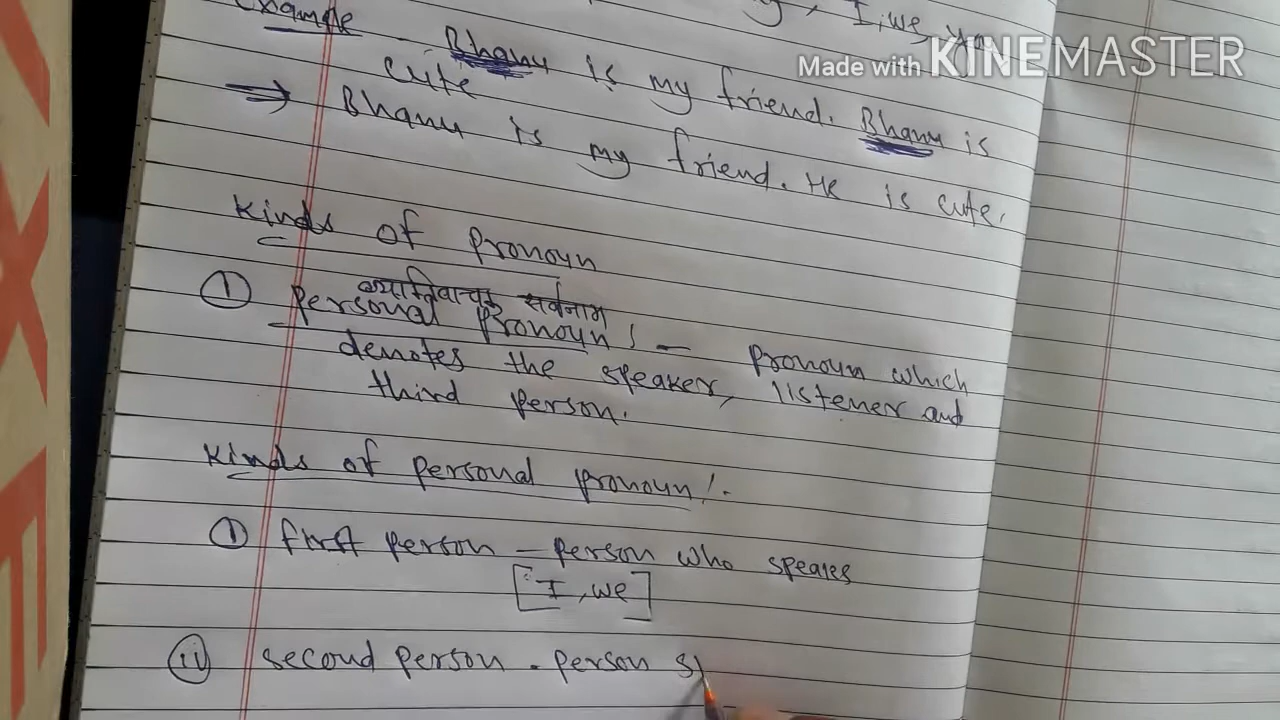 I, we, you
Made with KINEMASTER
Example - Bhanu is my friend. Bhanu is
cute
⇒ Bhanu is my friend. He is cute.
Kinds of pronoun
① व्यक्तिवाचक सर्वनाम
personal pronoun! — pronoun which
denotes the speaker, listener and
third person.
Kinds of personal pronoun! -
① first person - person who speaks
[I, we]
(ii) second person . person